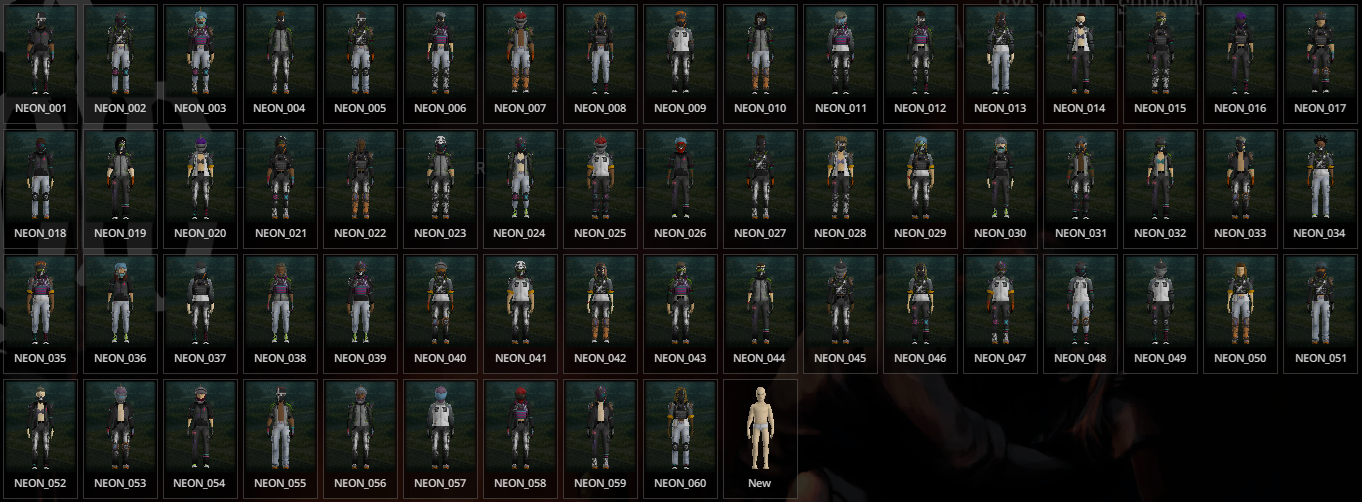 SYS_ADMIN_SUPPORT!!
NEON_001 NEON_002 NEON_003 NEON_004 NEON_005 NEON_006 NEON_007 NEON_008 NEON_009 NEON_010 NEON_011 NEON_012 NEON_013 NEON_014 NEON_015 NEON_016 NEON_017
NEON_018 NEON_019 NEON_020 NEON_021 NEON_022 NEON_023 NEON_024 NEON_025 NEON_026 NEON_027 NEON_028 NEON_029 NEON_030 NEON_031 NEON_032 NEON_033 NEON_034
NEON_035 NEON_036 NEON_037 NEON_038 NEON_039 NEON_040 NEON_041 NEON_042 NEON_043 NEON_044 NEON_045 NEON_046 NEON_047 NEON_048 NEON_049 NEON_050 NEON_051
NEON_052 NEON_053 NEON_054 NEON_055 NEON_056 NEON_057 NEON_058 NEON_059 NEON_060 New